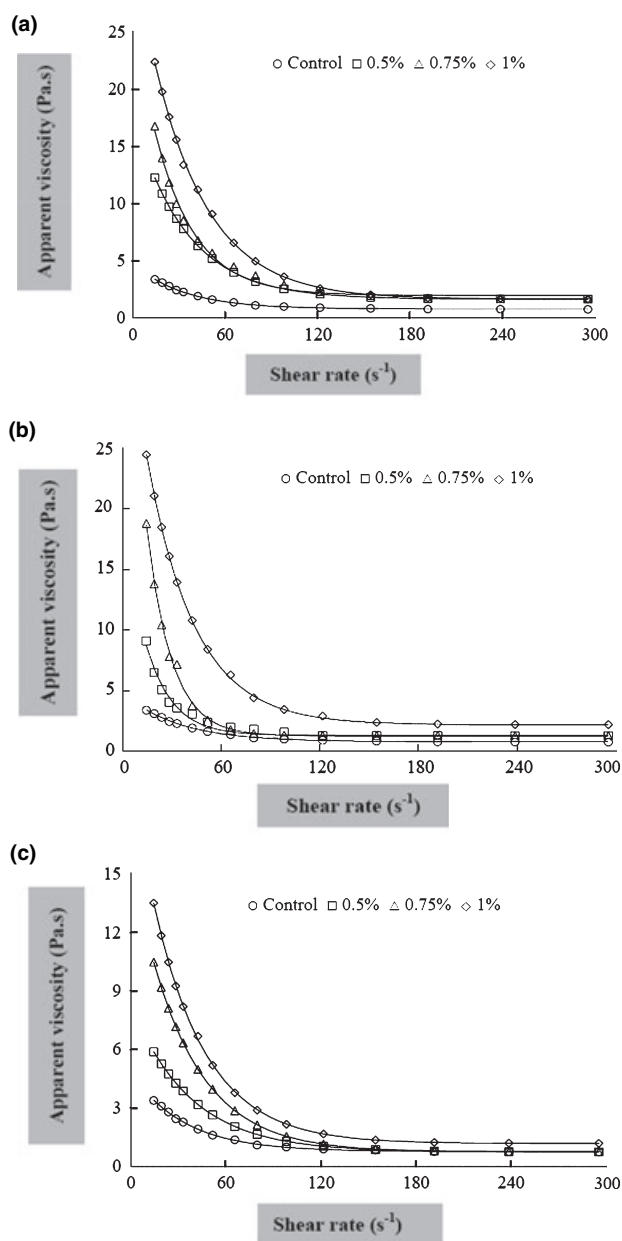 (a)
25
Control 0.5% 0.75% 1%
20
15
10
5
0
0 60 120 180 240 300
Apparent viscosity (Pa.s)
Shear rate (s⁻¹)
(b)
25
Control 0.5% 0.75% 1%
20
15
10
5
0
0 60 120 180 240 300
Apparent viscosity (Pa.s)
Shear rate (s⁻¹)
(c)
15
Control 0.5% 0.75% 1%
12
9
6
3
0
0 60 120 180 240 300
Apparent viscosity (Pa.s)
Shear rate (s⁻¹)